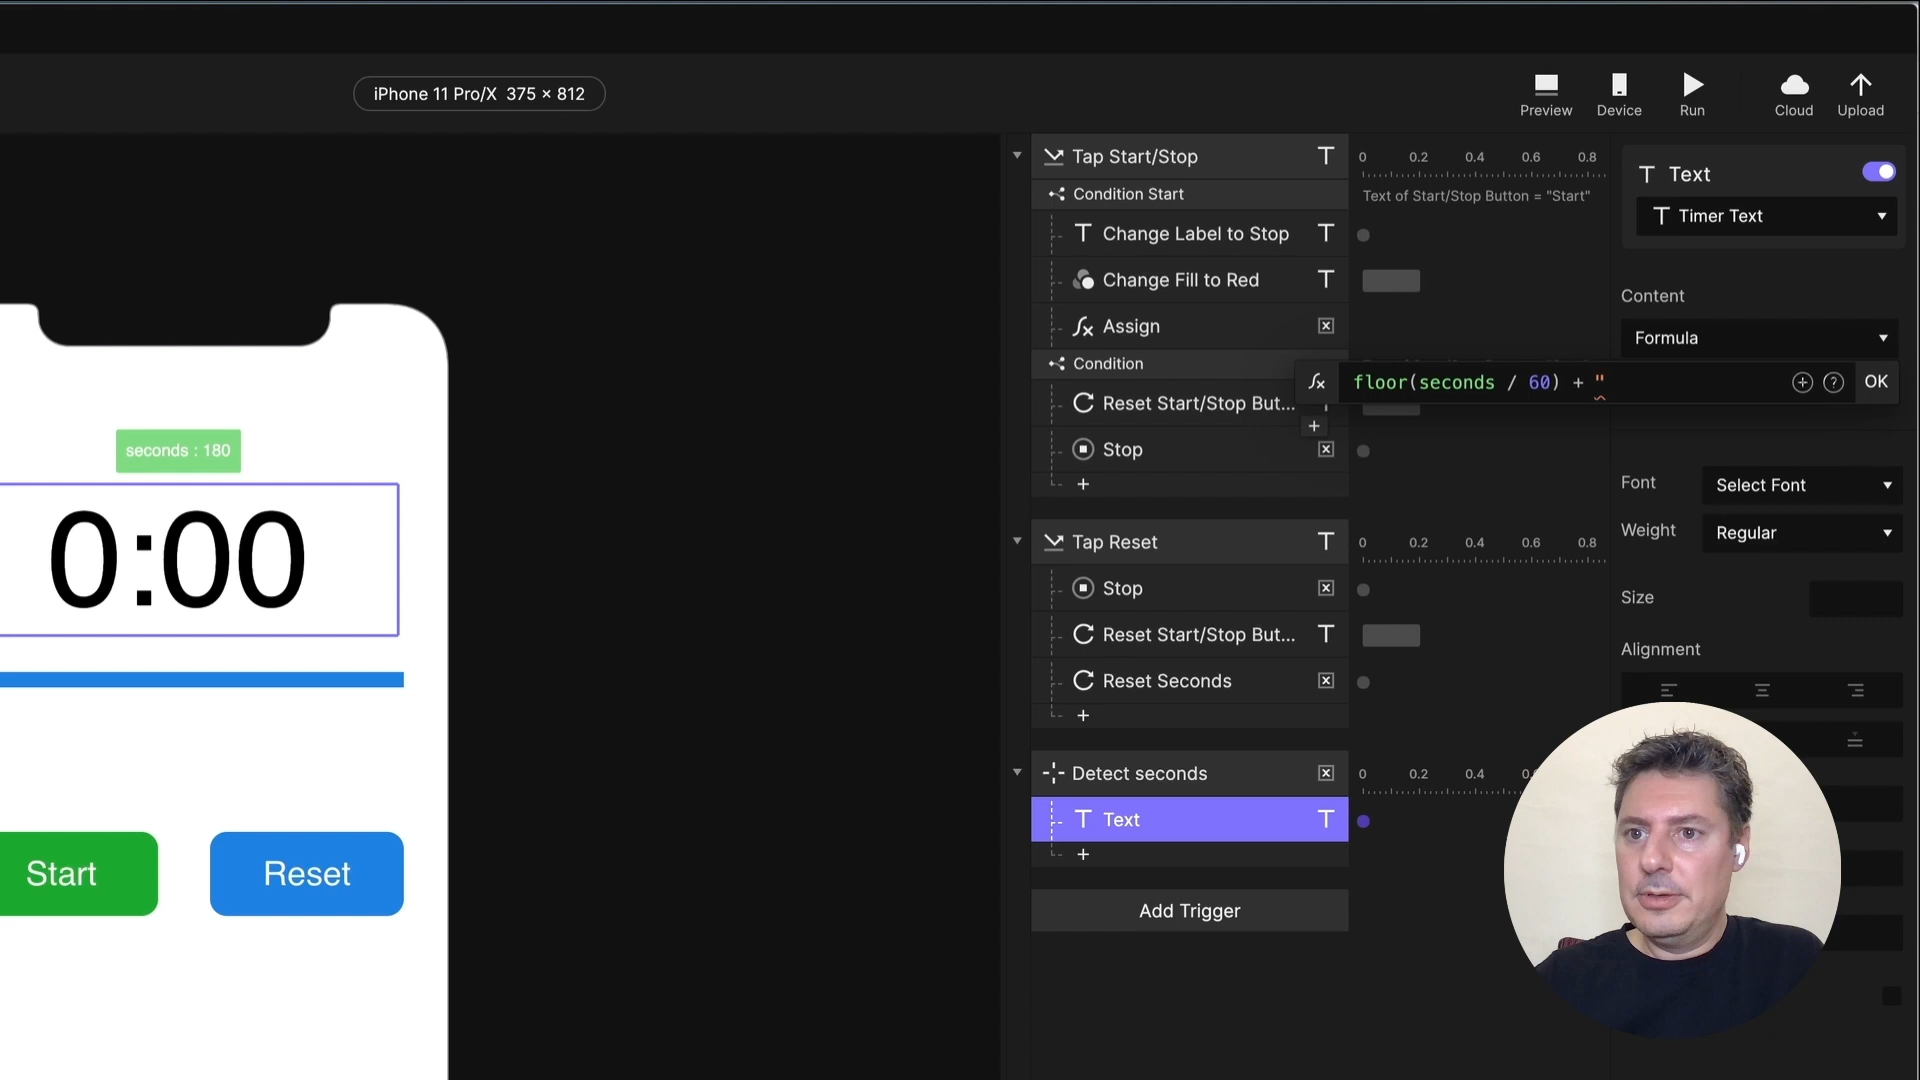 iPhone 11 Pro/X 375 × 812
Preview
Device
Run
Cloud
Upload
Tap Start/Stop
0 0.2 0.4 0.6 0.8
Condition Start
Text of Start/Stop Button = "Start"
Change Label to Stop
Change Fill to Red
Assign
Condition
Reset Start/Stop But...
Stop
Tap Reset
0 0.2 0.4 0.6 0.8
Stop
Reset Start/Stop But...
Reset Seconds
Detect seconds
0 0.2 0.4
Text
Add Trigger
Text
Timer Text
Content
Formula
floor(seconds / 60) + "
OK
Font
Select Font
Weight
Regular
Size
Alignment
seconds : 180
0:00
Start
Reset